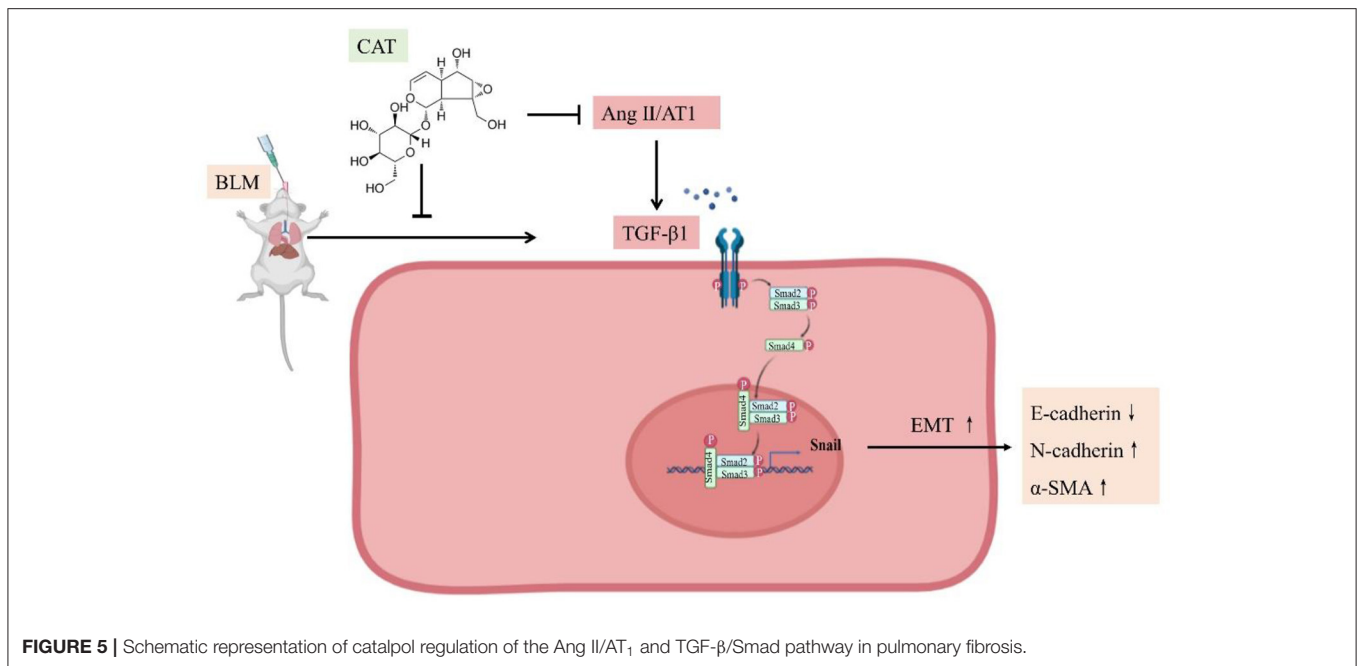 CAT
OH
H
O
H
O
OH
OH
HO
O
H
HO
O
HO
HO
Ang II/AT1
BLM
TGF-β1
P
P
Smad2 P
Smad3 P
Smad4 P
P
Smad4
Smad2 P
Smad3 P
Snail
P
Smad4
Smad2 P
Smad3 P
EMT ↑
E-cadherin ↓
N-cadherin ↑
α-SMA ↑
FIGURE 5 | Schematic representation of catalpol regulation of the Ang II/AT₁ and TGF-β/Smad pathway in pulmonary fibrosis.